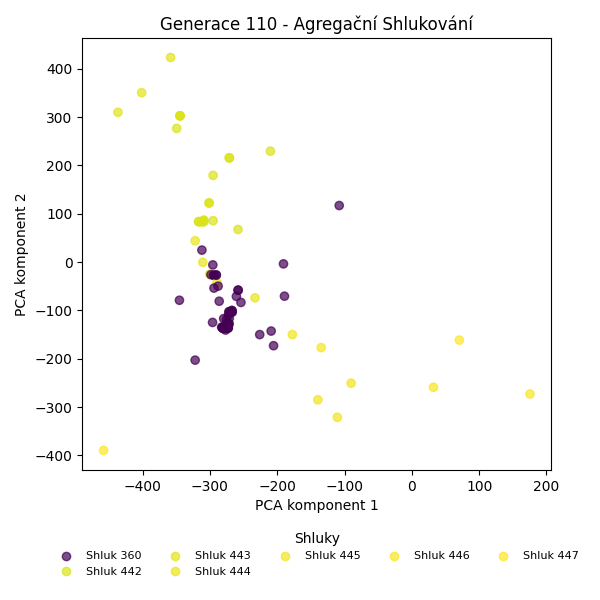 Generace 110 - Agregační Shlukování
PCA komponent 2
400
300
200
100
0
−100
−200
−300
−400
−400 −300 −200 −100 0 100 200
PCA komponent 1
Shluky
Shluk 360 Shluk 443 Shluk 445 Shluk 446 Shluk 447
Shluk 442 Shluk 444